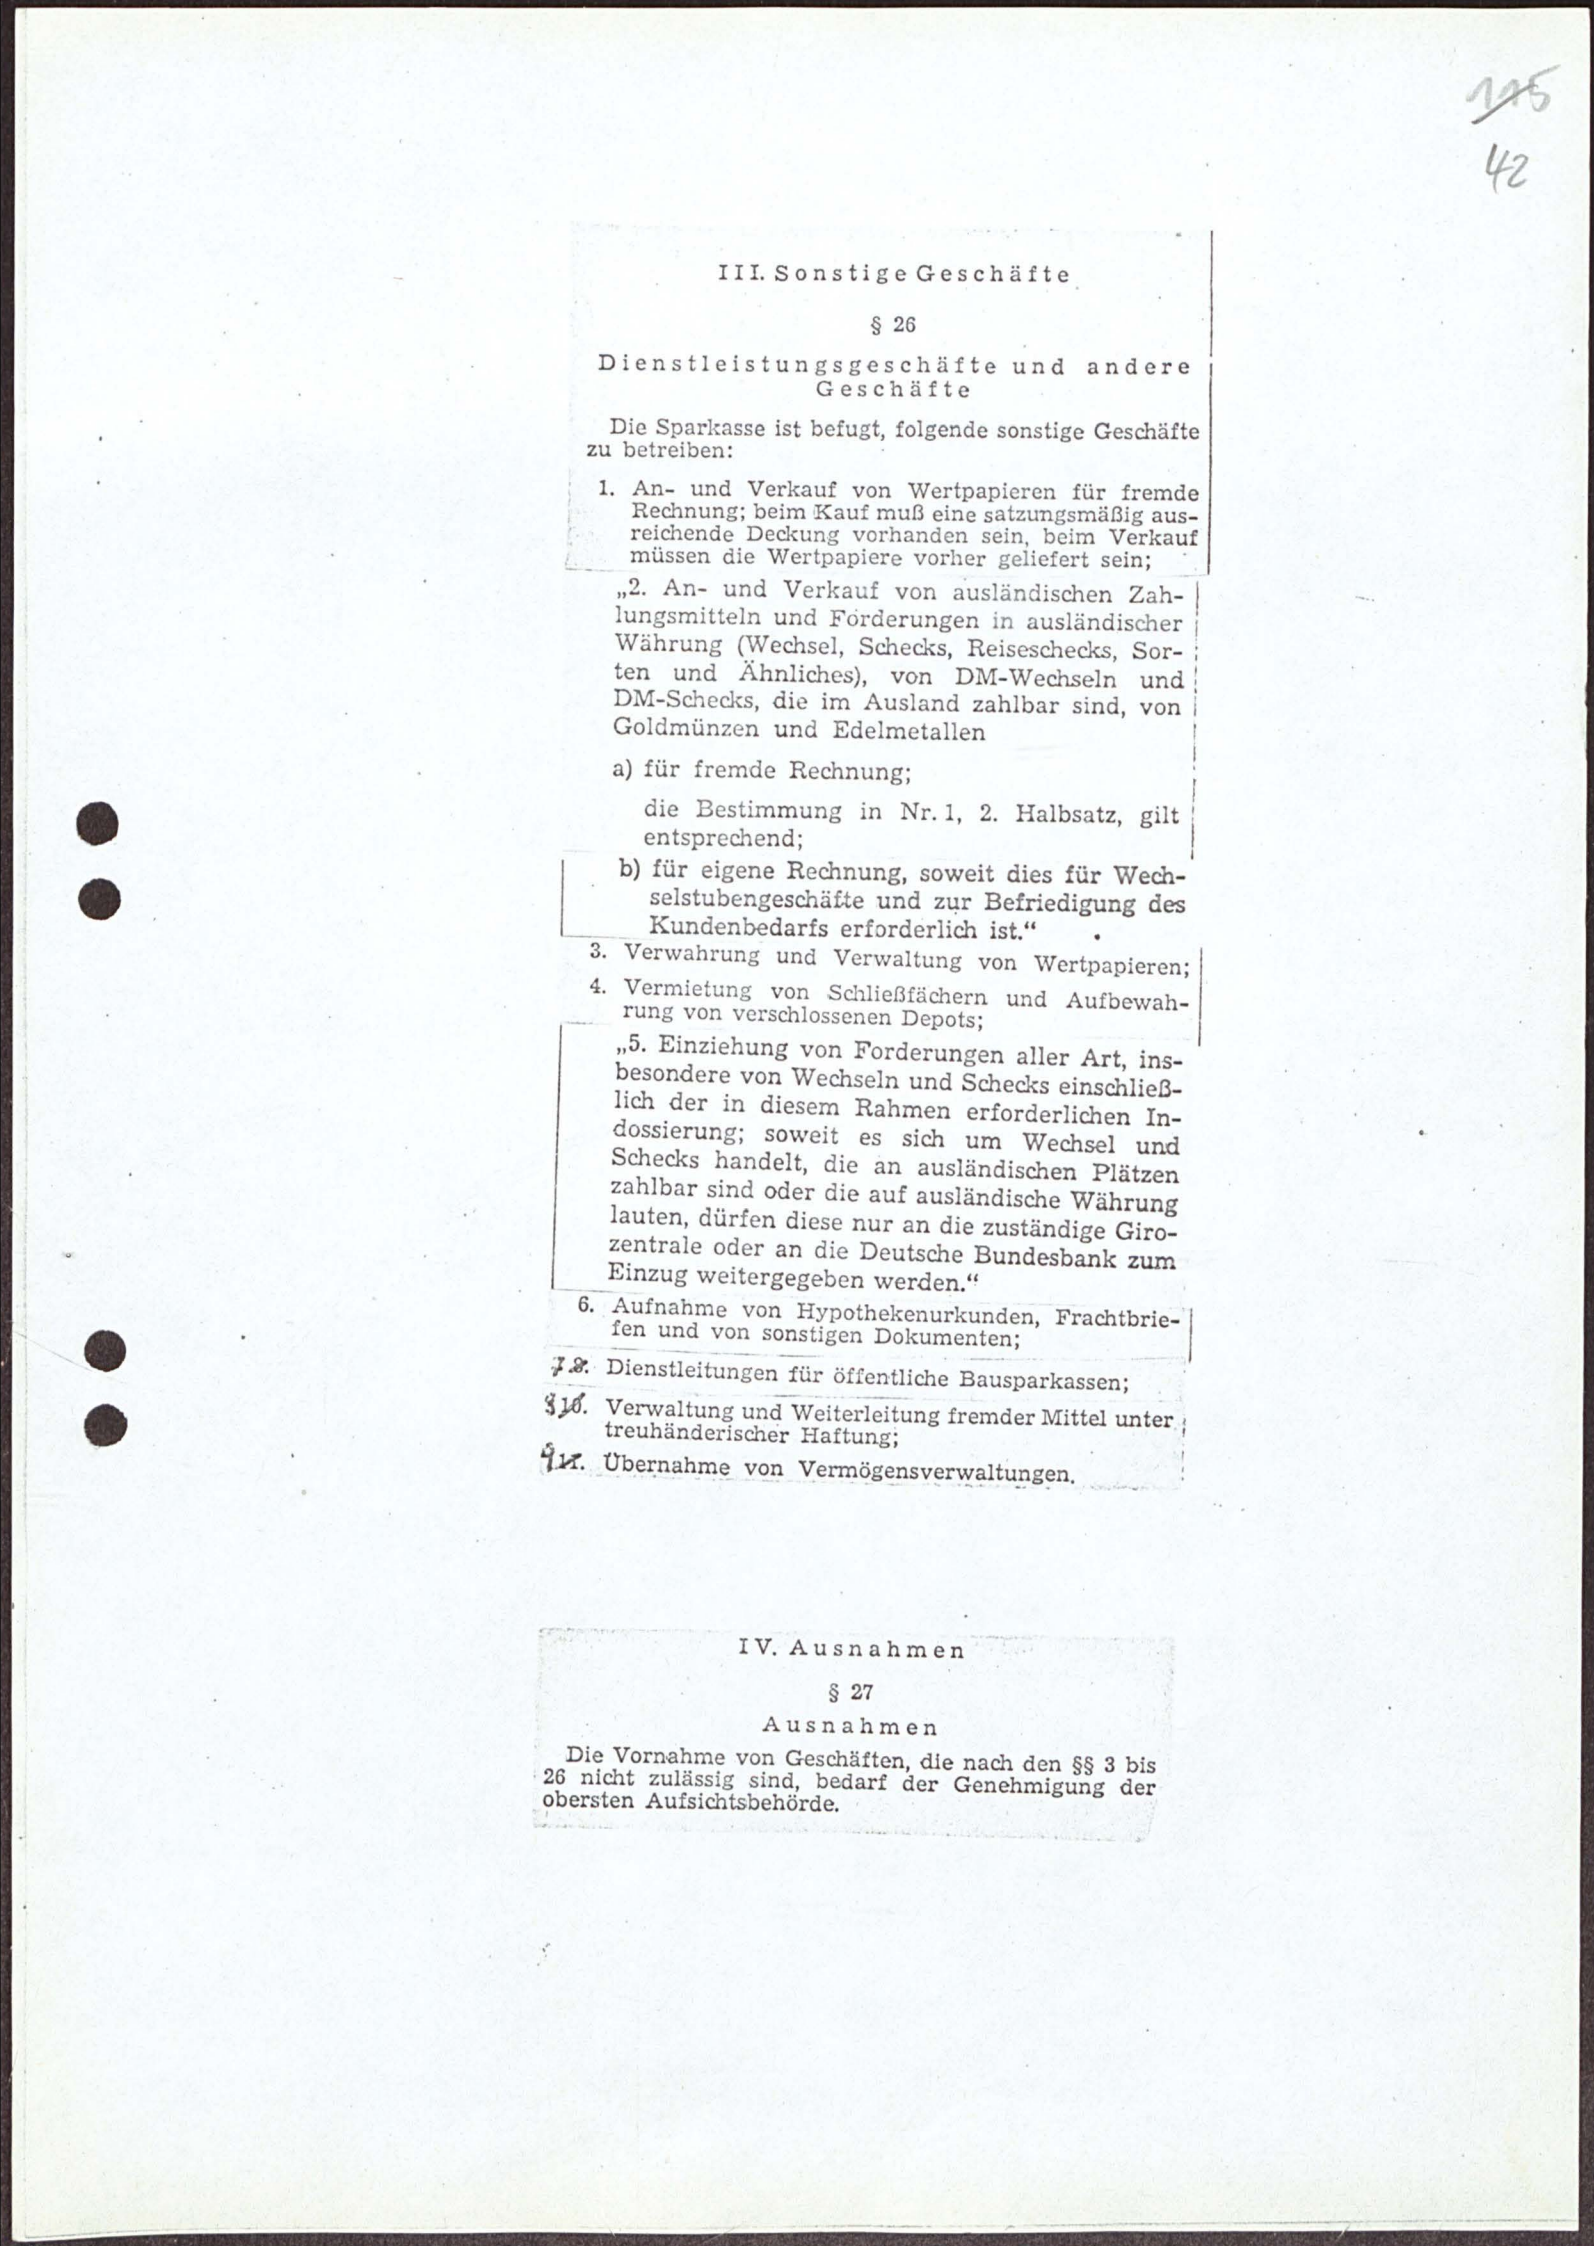 115
42
III. Sonstige Geschäfte
§ 26
Dienstleistungsgeschäfte und andere
Geschäfte
Die Sparkasse ist befugt, folgende sonstige Geschäfte
zu betreiben:
1. An- und Verkauf von Wertpapieren für fremde
Rechnung; beim Kauf muß eine satzungsmäßig aus-
reichende Deckung vorhanden sein, beim Verkauf
müssen die Wertpapiere vorher geliefert sein;
„2. An- und Verkauf von ausländischen Zah-
lungsmitteln und Forderungen in ausländischer
Währung (Wechsel, Schecks, Reiseschecks, Sor-
ten und Ähnliches), von DM-Wechseln und
DM-Schecks, die im Ausland zahlbar sind, von
Goldmünzen und Edelmetallen
a) für fremde Rechnung;
die Bestimmung in Nr. 1, 2. Halbsatz, gilt
entsprechend;
b) für eigene Rechnung, soweit dies für Wech-
selstubengeschäfte und zur Befriedigung des
Kundenbedarfs erforderlich ist.“
3. Verwahrung und Verwaltung von Wertpapieren;
4. Vermietung von Schließfächern und Aufbewah-
rung von verschlossenen Depots;
„5. Einziehung von Forderungen aller Art, ins-
besondere von Wechseln und Schecks einschließ-
lich der in diesem Rahmen erforderlichen In-
dossierung; soweit es sich um Wechsel und
Schecks handelt, die an ausländischen Plätzen
zahlbar sind oder die auf ausländische Währung
lauten, dürfen diese nur an die zuständige Giro-
zentrale oder an die Deutsche Bundesbank zum
Einzug weitergegeben werden.“
6. Aufnahme von Hypothekenurkunden, Frachtbrie-
fen und von sonstigen Dokumenten;
7. Dienstleitungen für öffentliche Bausparkassen;
8. Verwaltung und Weiterleitung fremder Mittel unter
treuhänderischer Haftung;
9. Übernahme von Vermögensverwaltungen.
IV. Ausnahmen
§ 27
Ausnahmen
Die Vornahme von Geschäften, die nach den §§ 3 bis
26 nicht zulässig sind, bedarf der Genehmigung der
obersten Aufsichtsbehörde.